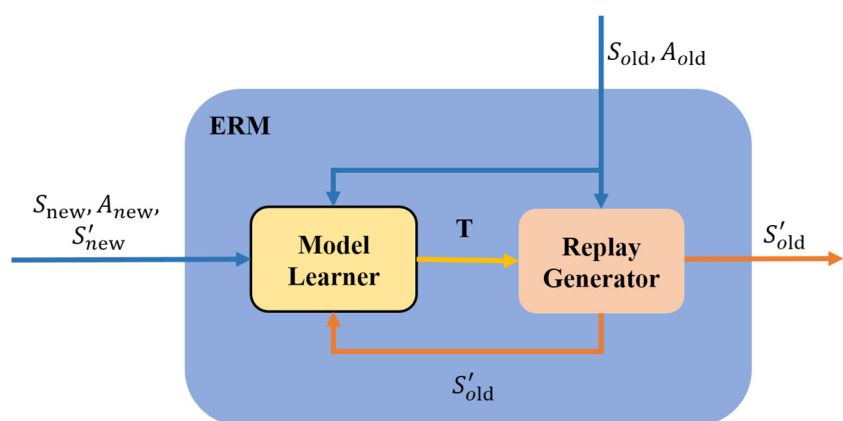 S_old, A_old
ERM
S_new, A_new,
S'_new
T
Model
Learner
Replay
Generator
S'_old
S'_old